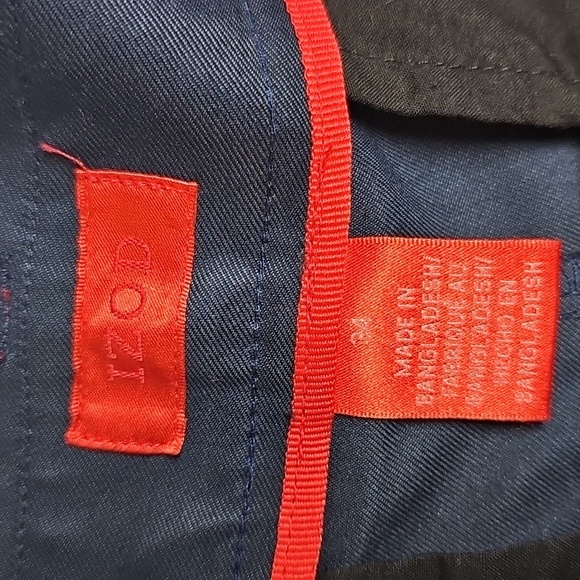 IZOD
34
MADE IN
BANGLADESH/
FABRIQUE AU
BANGLADESH/
HECHO EN
BANGLADESH